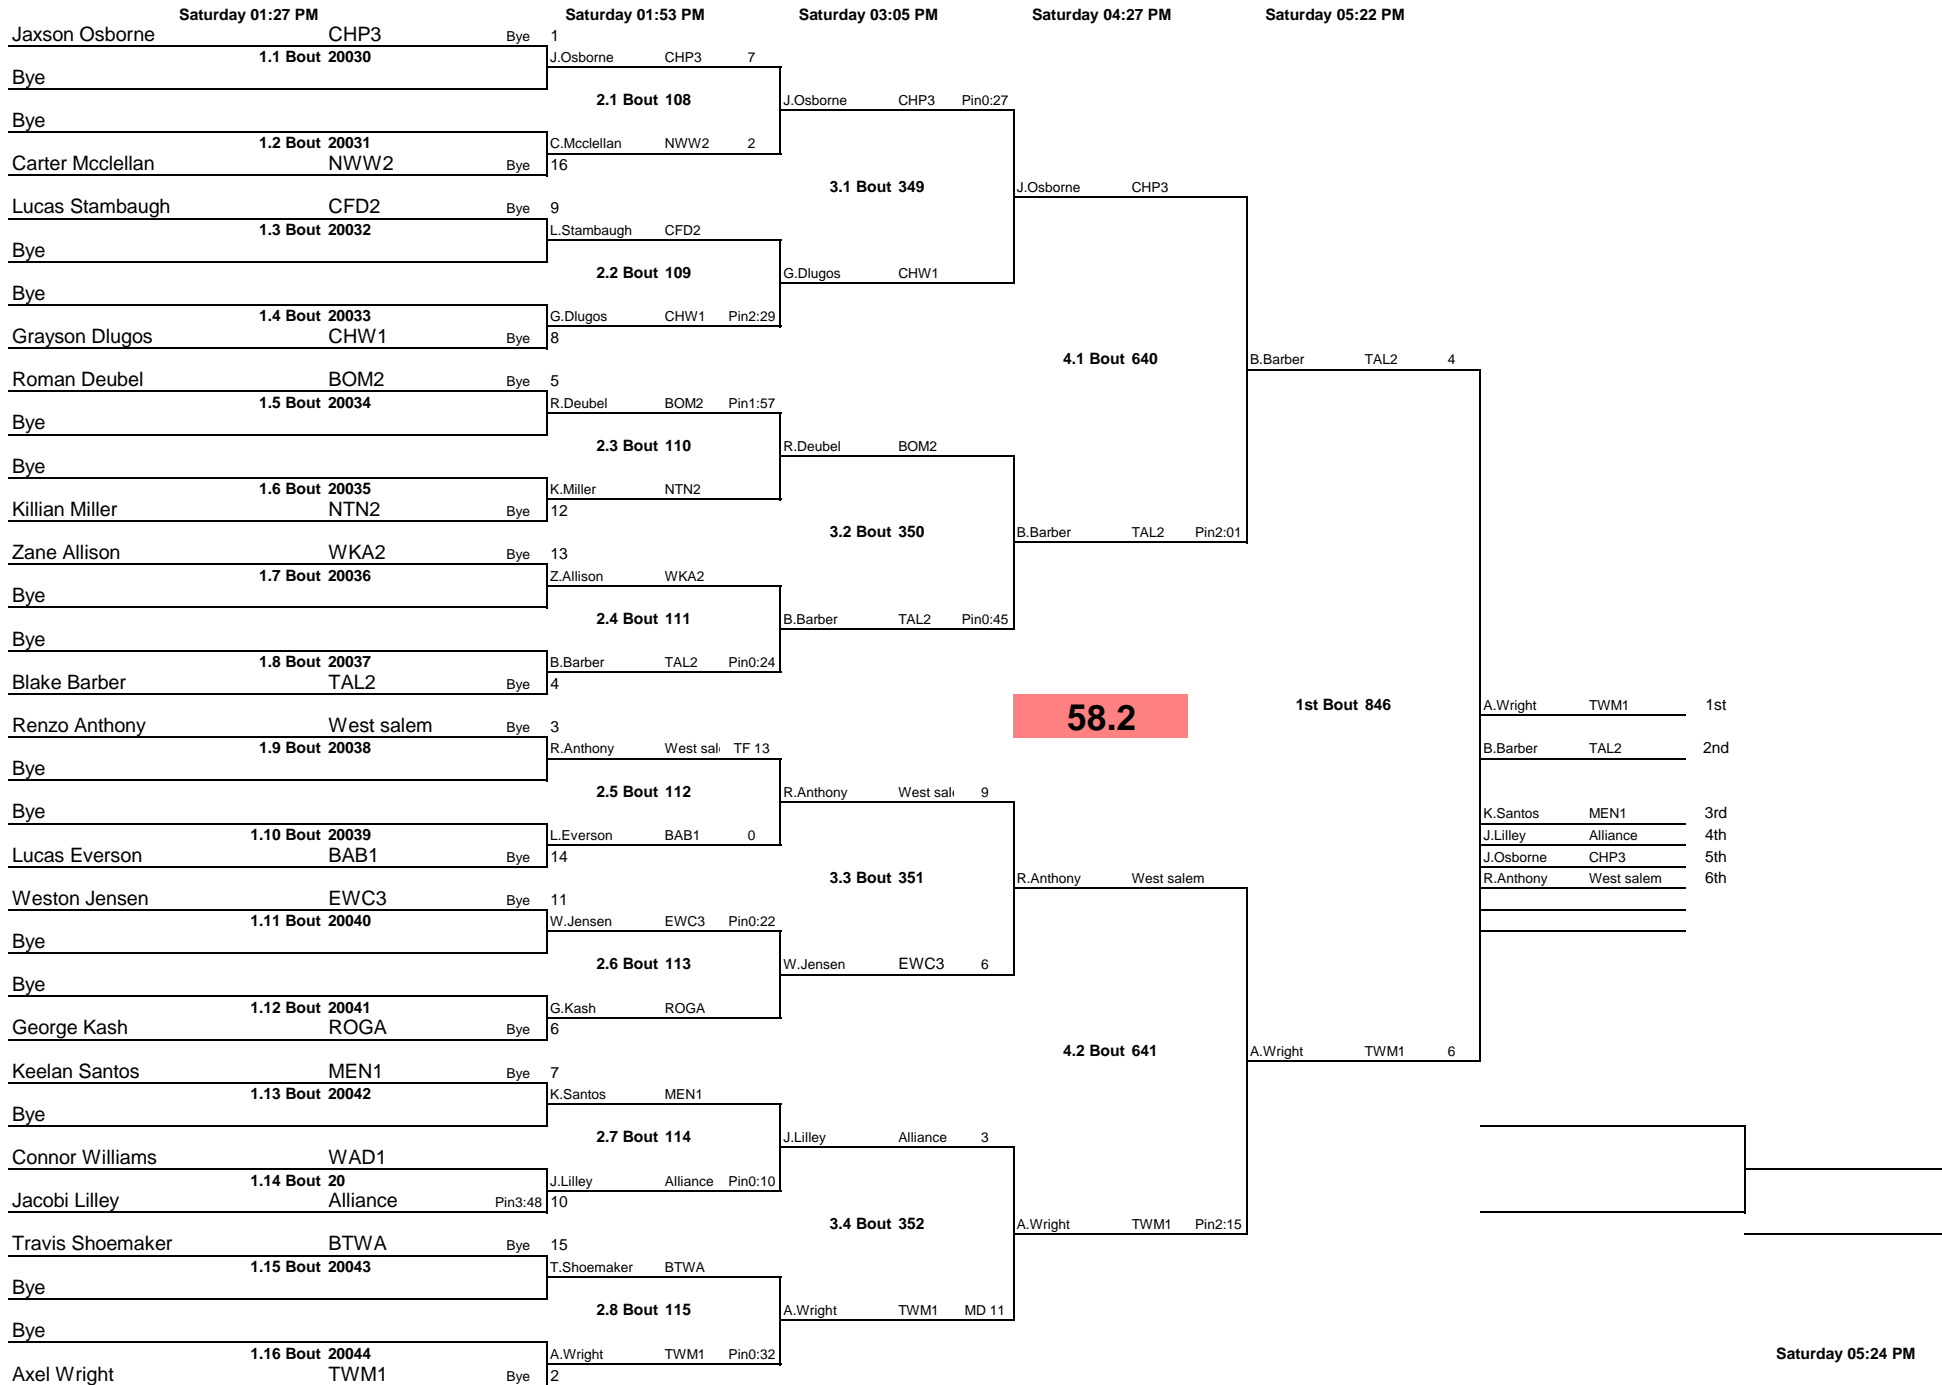 Saturday 01:27 PM Saturday 01:53 PM Saturday 03:05 PM Saturday 04:27 PM Saturday 05:22 PM
Jaxson Osborne CHP3 Bye 1
1.1 Bout 20030 J.Osborne CHP3 7
Bye
2.1 Bout 108 J.Osborne CHP3 Pin0:27
Bye
1.2 Bout 20031 C.Mcclellan NWW2 2
Carter Mcclellan NWW2 Bye 16
3.1 Bout 349 J.Osborne CHP3
Lucas Stambaugh CFD2 Bye 9
1.3 Bout 20032 L.Stambaugh CFD2
Bye
2.2 Bout 109 G.Dlugos CHW1
Bye
1.4 Bout 20033 G.Dlugos CHW1 Pin2:29
Grayson Dlugos CHW1 Bye 8
4.1 Bout 640 B.Barber TAL2 4
Roman Deubel BOM2 Bye 5
1.5 Bout 20034 R.Deubel BOM2 Pin1:57
Bye
2.3 Bout 110 R.Deubel BOM2
Bye
1.6 Bout 20035 K.Miller NTN2
Killian Miller NTN2 Bye 12
3.2 Bout 350 B.Barber TAL2 Pin2:01
Zane Allison WKA2 Bye 13
1.7 Bout 20036 Z.Allison WKA2
Bye
2.4 Bout 111 B.Barber TAL2 Pin0:45
Bye
1.8 Bout 20037 B.Barber TAL2 Pin0:24
Blake Barber TAL2 Bye 4
58.2 1st Bout 846 A.Wright TWM1 1st
Renzo Anthony West salem Bye 3
1.9 Bout 20038 R.Anthony West sal TF 13 B.Barber TAL2 2nd
Bye
2.5 Bout 112 R.Anthony West sal 9
Bye K.Santos MEN1 3rd
1.10 Bout 20039 L.Everson BAB1 0 J.Lilley Alliance 4th
Lucas Everson BAB1 Bye 14 J.Osborne CHP3 5th
3.3 Bout 351 R.Anthony West salem R.Anthony West salem 6th
Weston Jensen EWC3 Bye 11
1.11 Bout 20040 W.Jensen EWC3 Pin0:22
Bye
2.6 Bout 113 W.Jensen EWC3 6
Bye
1.12 Bout 20041 G.Kash ROGA
George Kash ROGA Bye 6
4.2 Bout 641 A.Wright TWM1 6
Keelan Santos MEN1 Bye 7
1.13 Bout 20042 K.Santos MEN1
Bye
2.7 Bout 114 J.Lilley Alliance 3
Connor Williams WAD1
1.14 Bout 20 J.Lilley Alliance Pin0:10
Jacobi Lilley Alliance Pin3:48 10
3.4 Bout 352 A.Wright TWM1 Pin2:15
Travis Shoemaker BTWA Bye 15
1.15 Bout 20043 T.Shoemaker BTWA
Bye
2.8 Bout 115 A.Wright TWM1 MD 11
Bye
1.16 Bout 20044 A.Wright TWM1 Pin0:32 Saturday 05:24 PM
Axel Wright TWM1 Bye 2